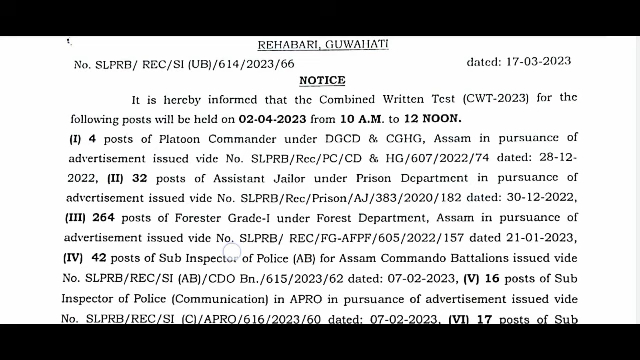 REHABARI, GUWAHATI
No. SLPRB/ REC/SI (UB)/614/2023/66 dated: 17-03-2023
NOTICE
It is hereby informed that the Combined Written Test (CWT-2023) for the
following posts will be held on 02-04-2023 from 10 A.M. to 12 NOON.
(I) 4 posts of Platoon Commander under DGCD & CGHG, Assam in pursuance of
advertisement issued vide No. SLPRB/Rec/PC/CD & HG/607/2022/74 dated: 28-12-
2022, (II) 32 posts of Assistant Jailor under Prison Department in pursuance of
advertisement issued vide No. SLPRB/Rec/Prison/AJ/383/2020/182 dated: 30-12-2022,
(III) 264 posts of Forester Grade-I under Forest Department, Assam in pursuance of
advertisement issued vide No. SLPRB/ REC/FG-AFPF/605/2022/157 dated 21-01-2023,
(IV) 42 posts of Sub Inspector of Police (AB) for Assam Commando Battalions issued vide
No. SLPRB/REC/SI (AB)/CDO Bn./615/2023/62 dated: 07-02-2023, (V) 16 posts of Sub
Inspector of Police (Communication) in APRO in pursuance of advertisement issued vide
No. SLPRB/REC/SI (C)/APRO/616/2023/60 dated: 07-02-2023, (VI) 17 posts of Sub